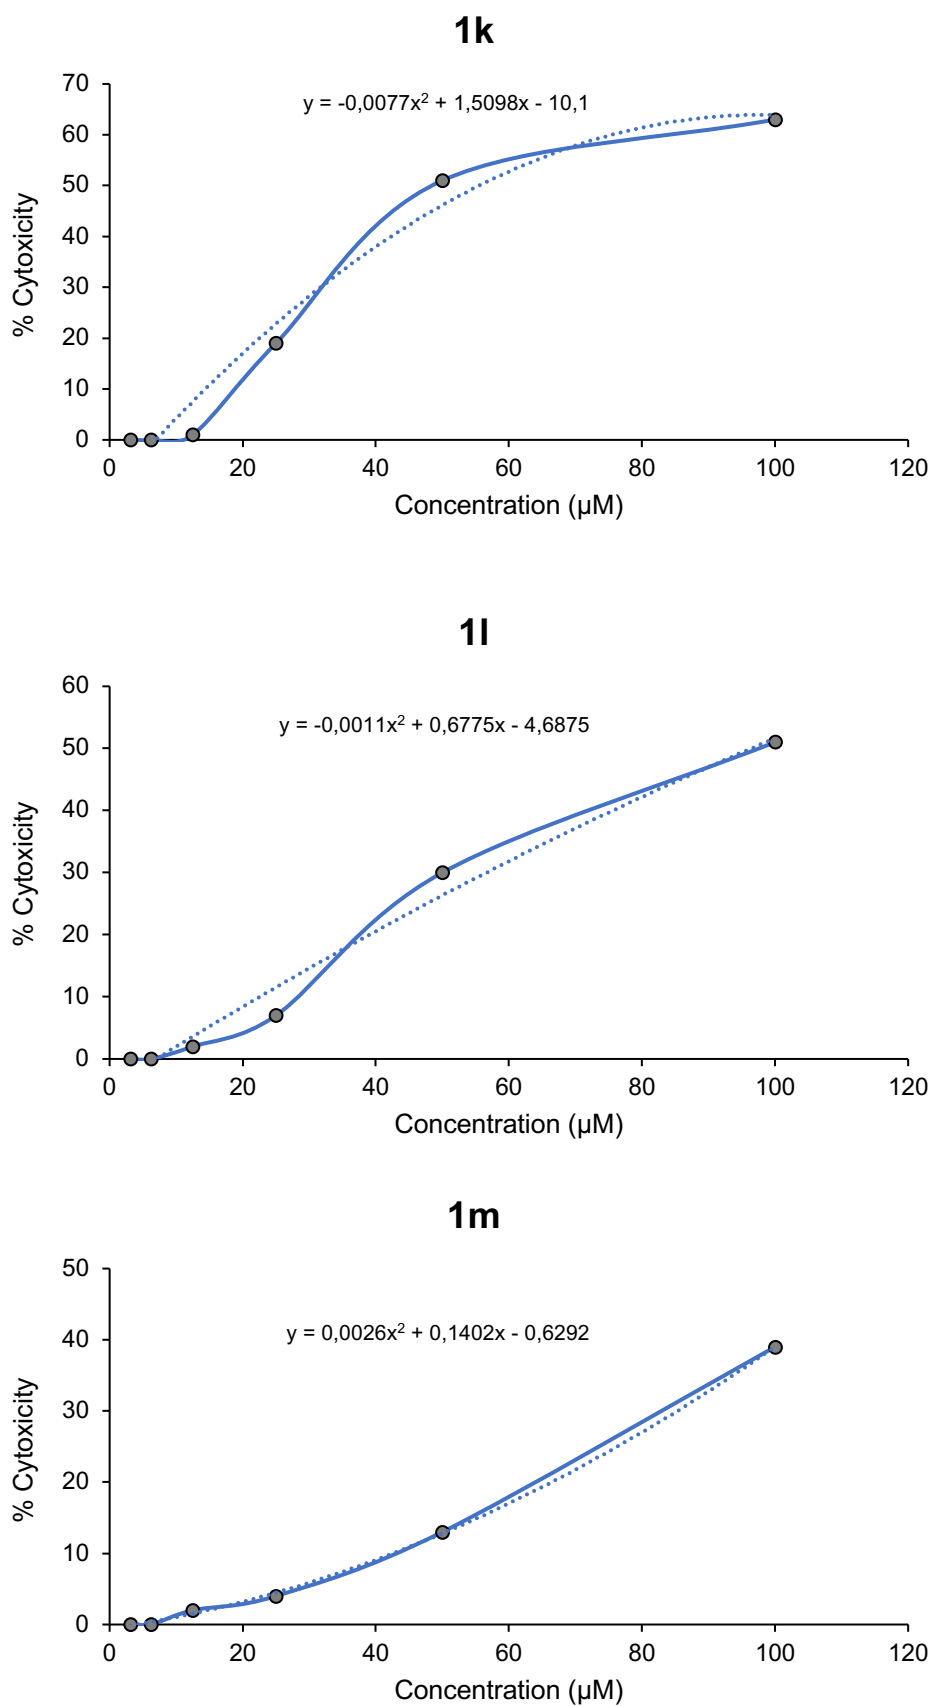 1k
y = -0,0077x² + 1,5098x - 10,1
70
60
50
40
30
20
10
0
% Cytoxicity
0 20 40 60 80 100 120
Concentration (µM)
1l
y = -0,0011x² + 0,6775x - 4,6875
60
50
40
30
20
10
0
% Cytoxicity
0 20 40 60 80 100 120
Concentration (µM)
1m
y = 0,0026x² + 0,1402x - 0,6292
50
40
30
20
10
0
% Cytoxicity
0 20 40 60 80 100 120
Concentration (µM)